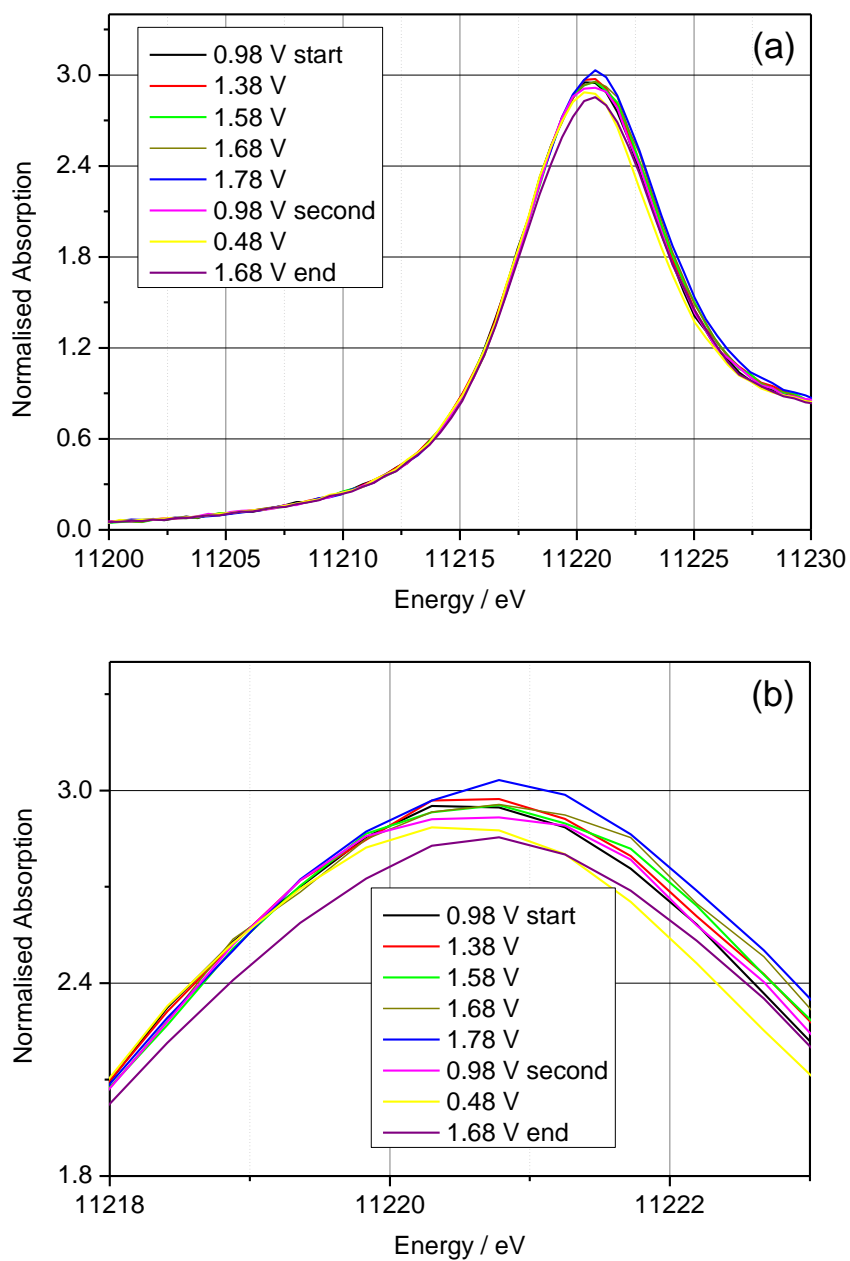 (a)
0.98 V start
1.38 V
1.58 V
1.68 V
1.78 V
0.98 V second
0.48 V
1.68 V end
3.0
2.4
1.8
1.2
0.6
0.0
Normalised Absorption
11200 11205 11210 11215 11220 11225 11230
Energy / eV
(b)
3.0
2.4
1.8
Normalised Absorption
0.98 V start
1.38 V
1.58 V
1.68 V
1.78 V
0.98 V second
0.48 V
1.68 V end
11218 11220 11222
Energy / eV